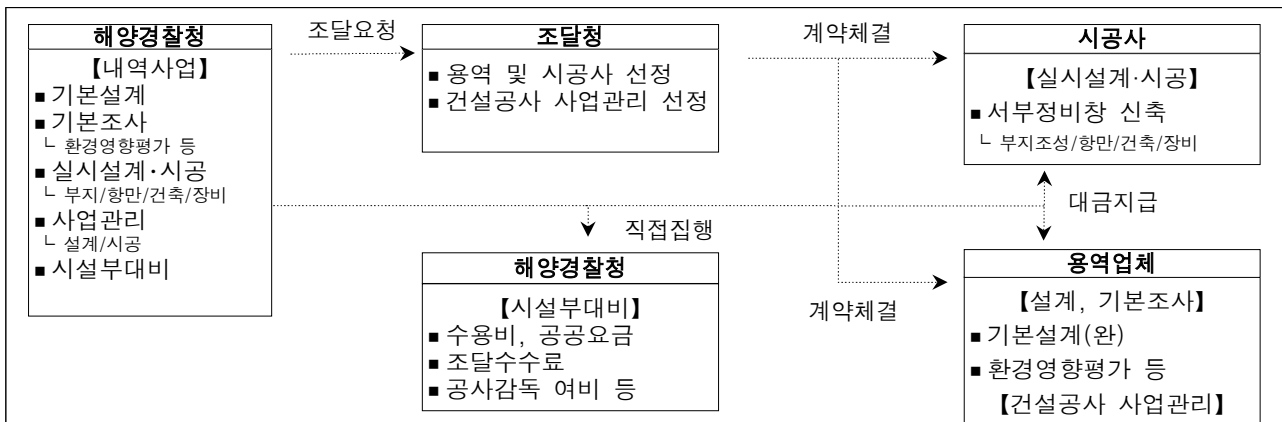 해양경찰청
【내역사업】
■ 기본설계
■ 기본조사
└ 환경영향평가 등
■ 실시설계·시공
└ 부지/항만/건축/장비
■ 사업관리
└ 설계/시공
■ 시설부대비
조달요청
조달청
■ 용역 및 시공사 선정
■ 건설공사 사업관리 선정
계약체결
시공사
【실시설계·시공】
■ 서부정비창 신축
└ 부지조성/항만/건축/장비
직접집행
대금지급
해양경찰청
【시설부대비】
■ 수용비, 공공요금
■ 조달수수료
■ 공사감독 여비 등
계약체결
용역업체
【설계, 기본조사】
■ 기본설계(완)
■ 환경영향평가 등
【건설공사 사업관리】